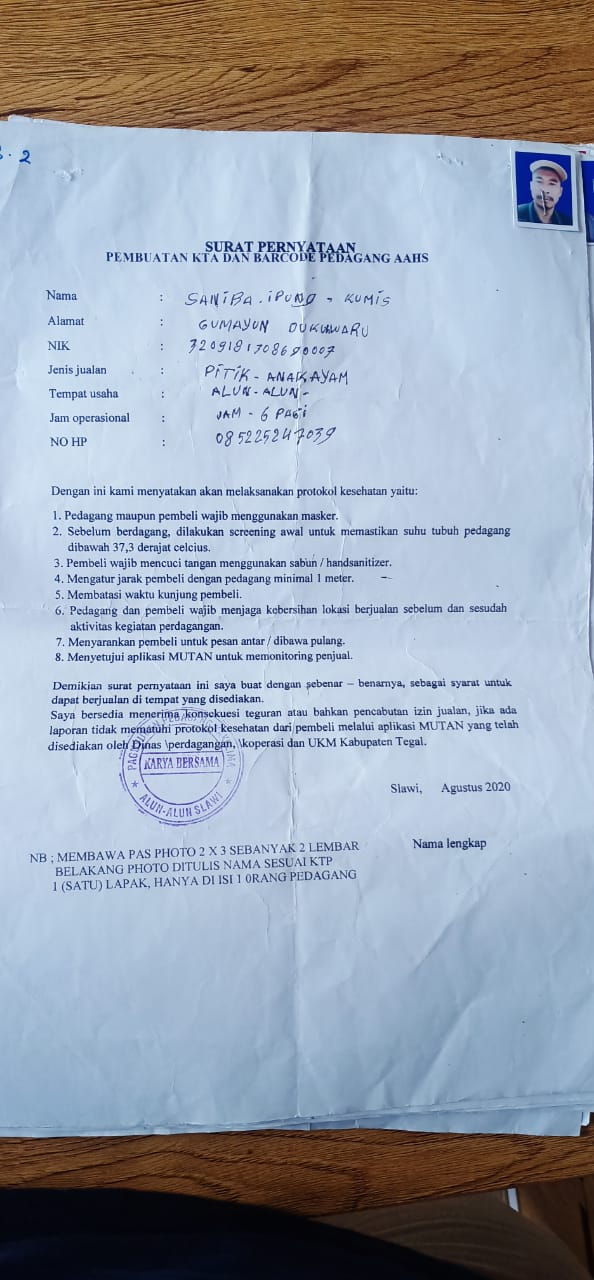 . 2
SURAT PERNYATAAN
PEMBUATAN KTA DAN BARCODE PEDAGANG AAHS
Nama : SANIBA . IPUNO - KUMIS
Alamat : GUMAYUN DUKUHWARU
NIK : 3209181708690007
Jenis jualan . : PITIK - ANAK AYAM
Tempat usaha : ALUN - ALUN -
Jam operasional : JAM - 6 PAGI
NO HP : 085225247039
Dengan ini kami menyatakan akan melaksanakan protokol kesehatan yaitu:
1. Pedagang maupun pembeli wajib menggunakan masker.
2. Sebelum berdagang, dilakukan screening awal untuk memastikan suhu tubuh pedagang
dibawah 37,3 derajat celcius.
3. Pembeli wajib mencuci tangan menggunakan sabun / handsanitizer.
4. Mengatur jarak pembeli dengan pedagang minimal 1 meter.
5. Membatasi waktu kunjung pembeli.
6. Pedagang dan pembeli wajib menjaga kebersihan lokasi berjualan sebelum dan sesudah
aktivitas kegiatan perdagangan.
7. Menyarankan pembeli untuk pesan antar / dibawa pulang.
8. Menyetujui aplikasi MUTAN untuk memonitoring penjual.
Demikian surat pernyataan ini saya buat dengan sebenar – benarnya, sebagai syarat untuk
dapat berjualan di tempat yang disediakan.
Saya bersedia menerima konsekuesi teguran atau bahkan pencabutan izin jualan, jika ada
laporan tidak mematuhi protokol kesehatan dari pembeli melalui aplikasi MUTAN yang telah
disediakan oleh Dinas \perdagangan, \koperasi dan UKM Kabupaten Tegal.
KARYA BERSAMA
ALUN-ALUN SLAWI
Slawi, Agustus 2020
Nama lengkap
NB ; MEMBAWA PAS PHOTO 2 X 3 SEBANYAK 2 LEMBAR
BELAKANG PHOTO DITULIS NAMA SESUAI KTP
1 (SATU) LAPAK, HANYA DI ISI 1 0RANG PEDAGANG